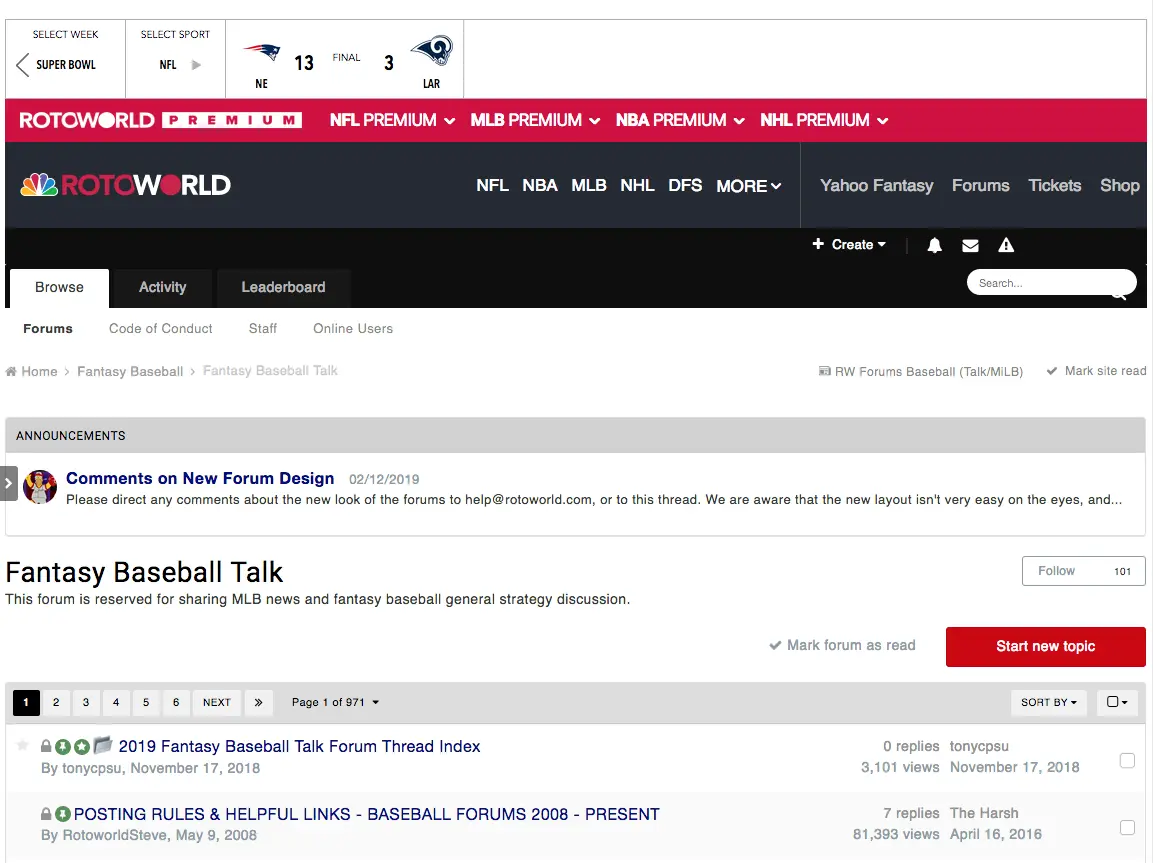 SELECT WEEK
SUPER BOWL
SELECT SPORT
NFL
NE
13
FINAL
3
LAR
ROTOWORLD PREMIUM NFL PREMIUM MLB PREMIUM NBA PREMIUM NHL PREMIUM
ROTOWORLD NFL NBA MLB NHL DFS MORE Yahoo Fantasy Forums Tickets Shop
+ Create
Browse Activity Leaderboard Search...
Forums Code of Conduct Staff Online Users
Home > Fantasy Baseball > Fantasy Baseball Talk RW Forums Baseball (Talk/MiLB) Mark site read
ANNOUNCEMENTS
Comments on New Forum Design 02/12/2019
Please direct any comments about the new look of the forums to help@rotoworld.com, or to this thread. We are aware that the new layout isn't very easy on the eyes, and...
Fantasy Baseball Talk
Follow 101
This forum is reserved for sharing MLB news and fantasy baseball general strategy discussion.
Mark forum as read Start new topic
1 2 3 4 5 6 NEXT » Page 1 of 971 SORT BY
2019 Fantasy Baseball Talk Forum Thread Index 0 replies tonycpsu
By tonycpsu, November 17, 2018 3,101 views November 17, 2018
POSTING RULES & HELPFUL LINKS - BASEBALL FORUMS 2008 - PRESENT 7 replies The Harsh
By RotoworldSteve, May 9, 2008 81,393 views April 16, 2016